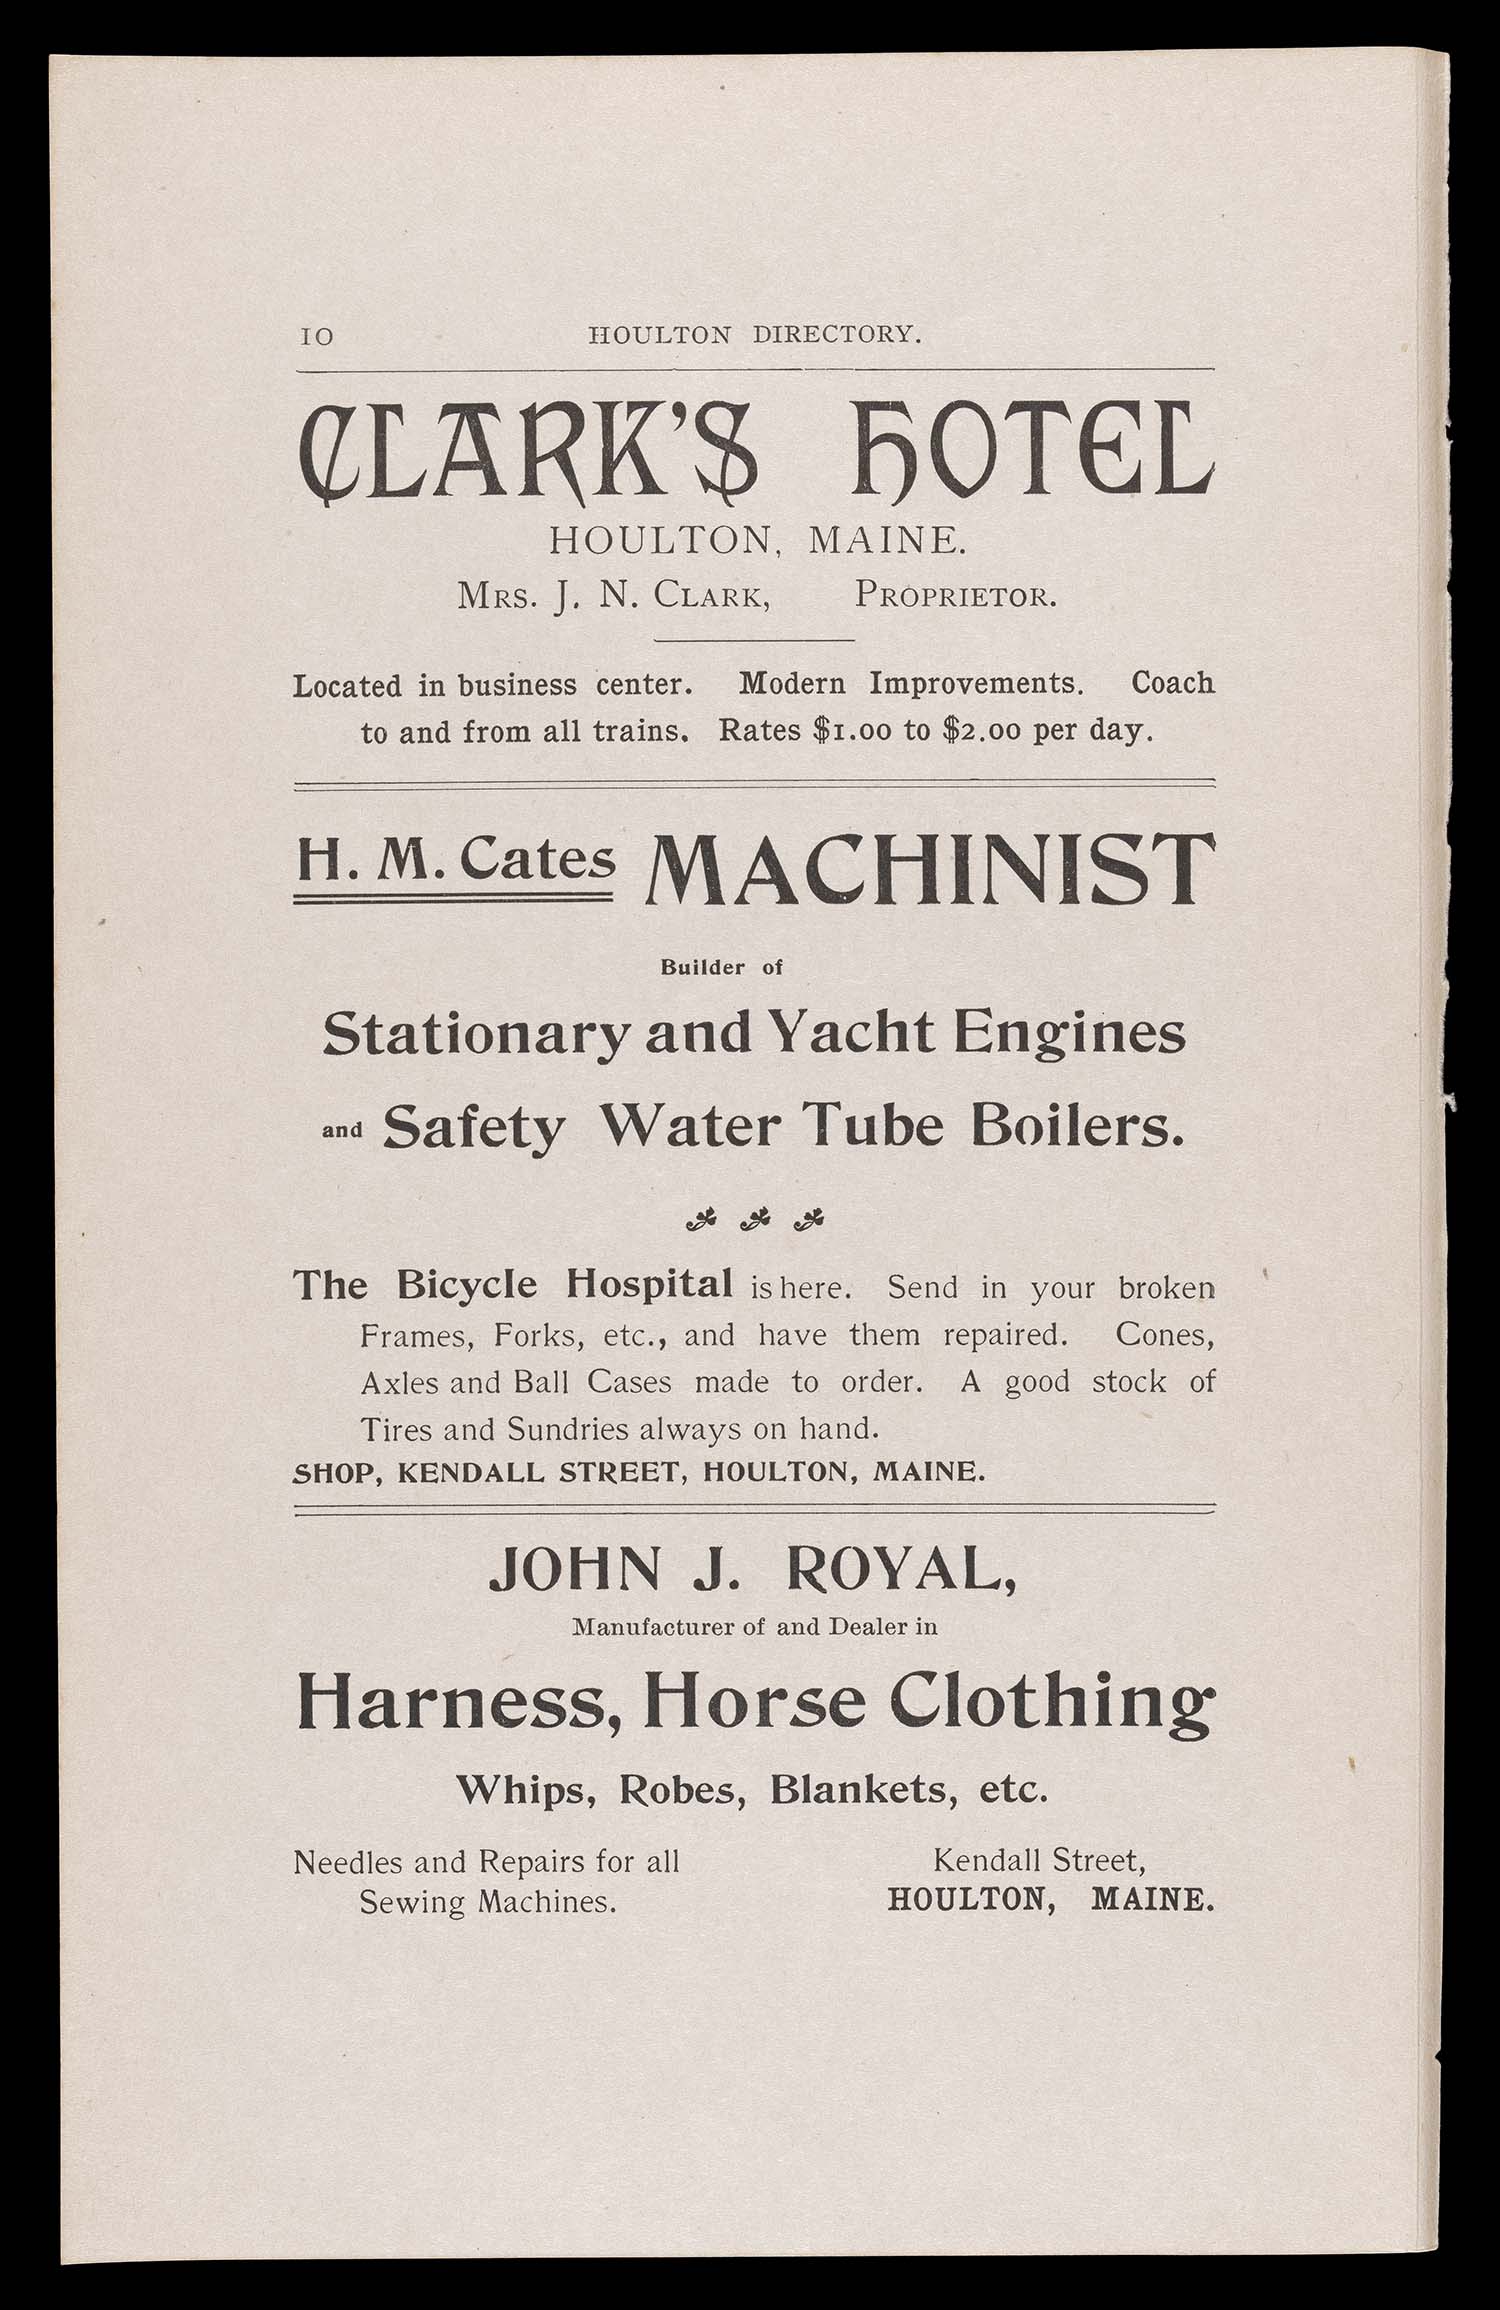 10 HOULTON DIRECTORY.
CLARK'S HOTEL
HOULTON, MAINE.
MRS. J. N. CLARK, PROPRIETOR.
Located in business center. Modern Improvements. Coach
to and from all trains. Rates $1.00 to $2.00 per day.
H. M. Cates MACHINIST
Builder of
Stationary and Yacht Engines
and Safety Water Tube Boilers.
The Bicycle Hospital is here. Send in your broken
Frames, Forks, etc., and have them repaired. Cones,
Axles and Ball Cases made to order. A good stock of
Tires and Sundries always on hand.
SHOP, KENDALL STREET, HOULTON, MAINE.
JOHN J. ROYAL,
Manufacturer of and Dealer in
Harness, Horse Clothing
Whips, Robes, Blankets, etc.
Needles and Repairs for all
Sewing Machines.
Kendall Street,
HOULTON, MAINE.